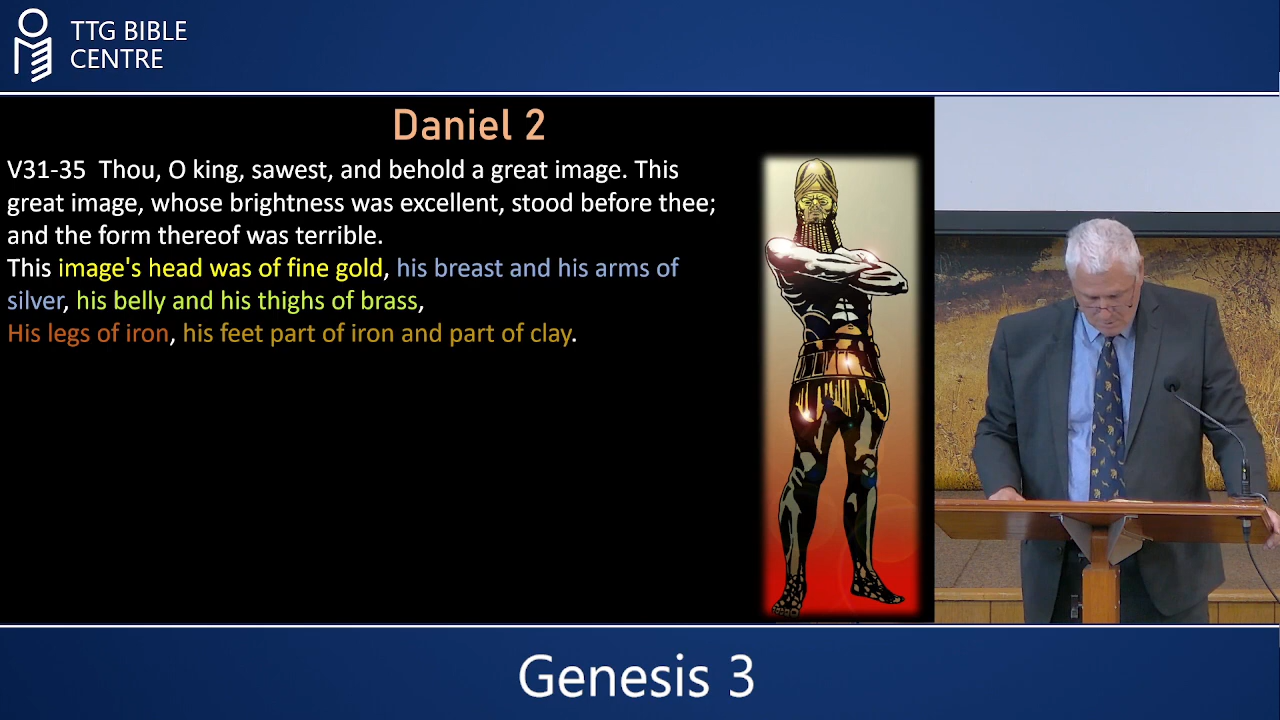 TTG BIBLE
CENTRE
Daniel 2
V31-35  Thou, O king, sawest, and behold a great image. This
great image, whose brightness was excellent, stood before thee;
and the form thereof was terrible.
This image's head was of fine gold, his breast and his arms of
silver, his belly and his thighs of brass,
His legs of iron, his feet part of iron and part of clay.
Genesis 3